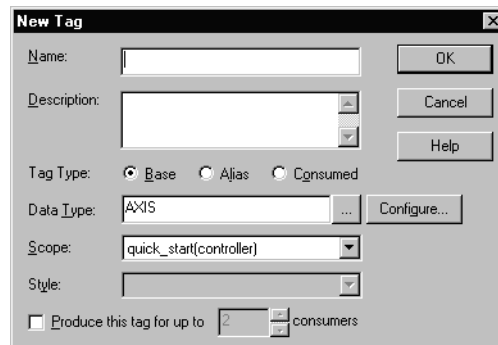 New Tag
Name:
OK
Description:
Cancel
Help
Tag Type: Base Alias Consumed
Data Type: AXIS ... Configure...
Scope: quick_start(controller)
Style:
Produce this tag for up to 2 consumers